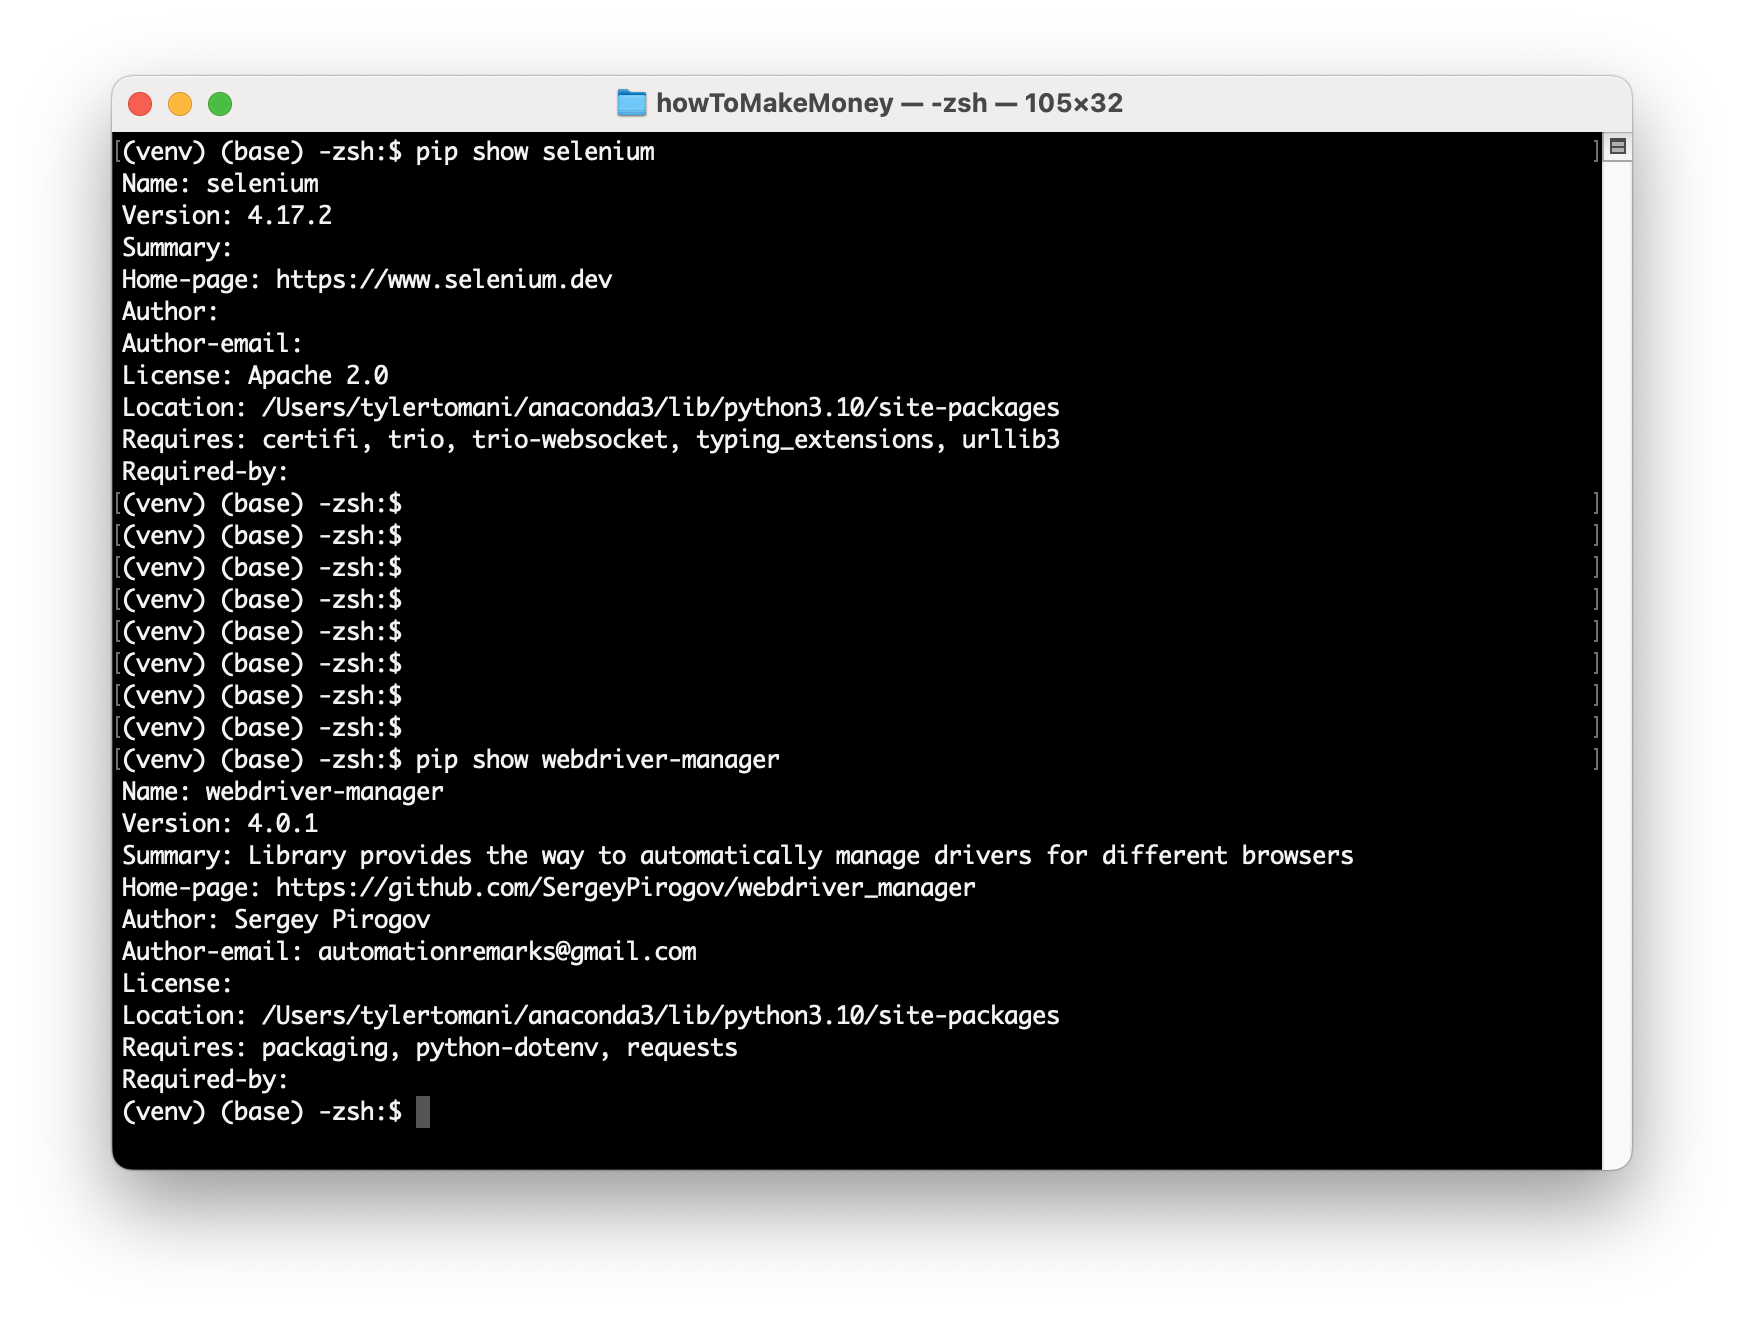 howToMakeMoney — -zsh — 105×32
[(venv) (base) -zsh:$ pip show selenium ]
Name: selenium
Version: 4.17.2
Summary:
Home-page: https://www.selenium.dev
Author:
Author-email:
License: Apache 2.0
Location: /Users/tylertomani/anaconda3/lib/python3.10/site-packages
Requires: certifi, trio, trio-websocket, typing_extensions, urllib3
Required-by:
[(venv) (base) -zsh:$ ]
[(venv) (base) -zsh:$ ]
[(venv) (base) -zsh:$ ]
[(venv) (base) -zsh:$ ]
[(venv) (base) -zsh:$ ]
[(venv) (base) -zsh:$ ]
[(venv) (base) -zsh:$ ]
[(venv) (base) -zsh:$ ]
[(venv) (base) -zsh:$ pip show webdriver-manager ]
Name: webdriver-manager
Version: 4.0.1
Summary: Library provides the way to automatically manage drivers for different browsers
Home-page: https://github.com/SergeyPirogov/webdriver_manager
Author: Sergey Pirogov
Author-email: automationremarks@gmail.com
License:
Location: /Users/tylertomani/anaconda3/lib/python3.10/site-packages
Requires: packaging, python-dotenv, requests
Required-by:
(venv) (base) -zsh:$